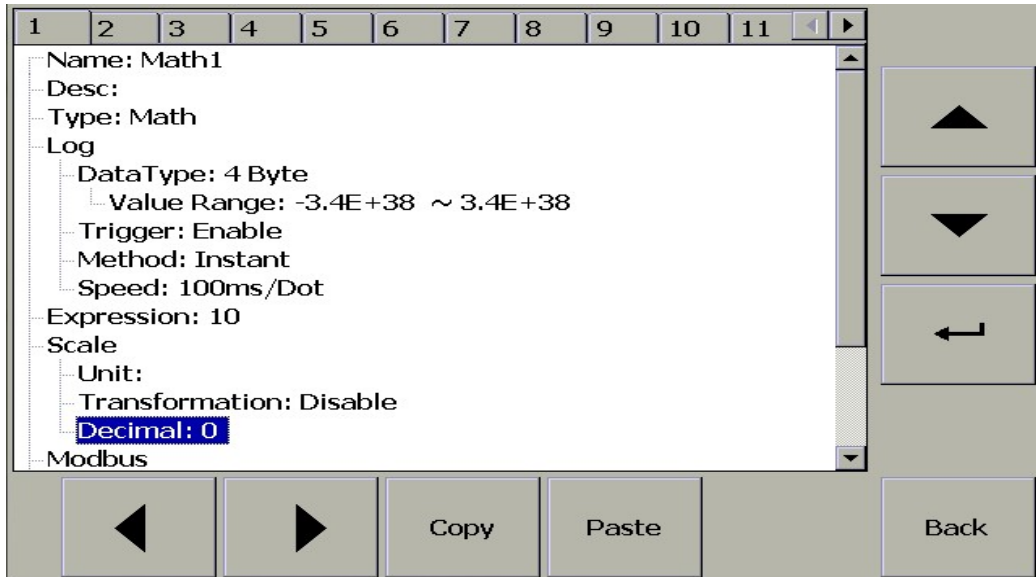 1 2 3 4 5 6 7 8 9 10 11
Name: Math1
Desc:
Type: Math
Log
DataType: 4 Byte
Value Range: -3.4E+38 ~ 3.4E+38
Trigger: Enable
Method: Instant
Speed: 100ms/Dot
Expression: 10
Scale
Unit:
Transformation: Disable
Decimal: 0
Modbus
Copy Paste Back